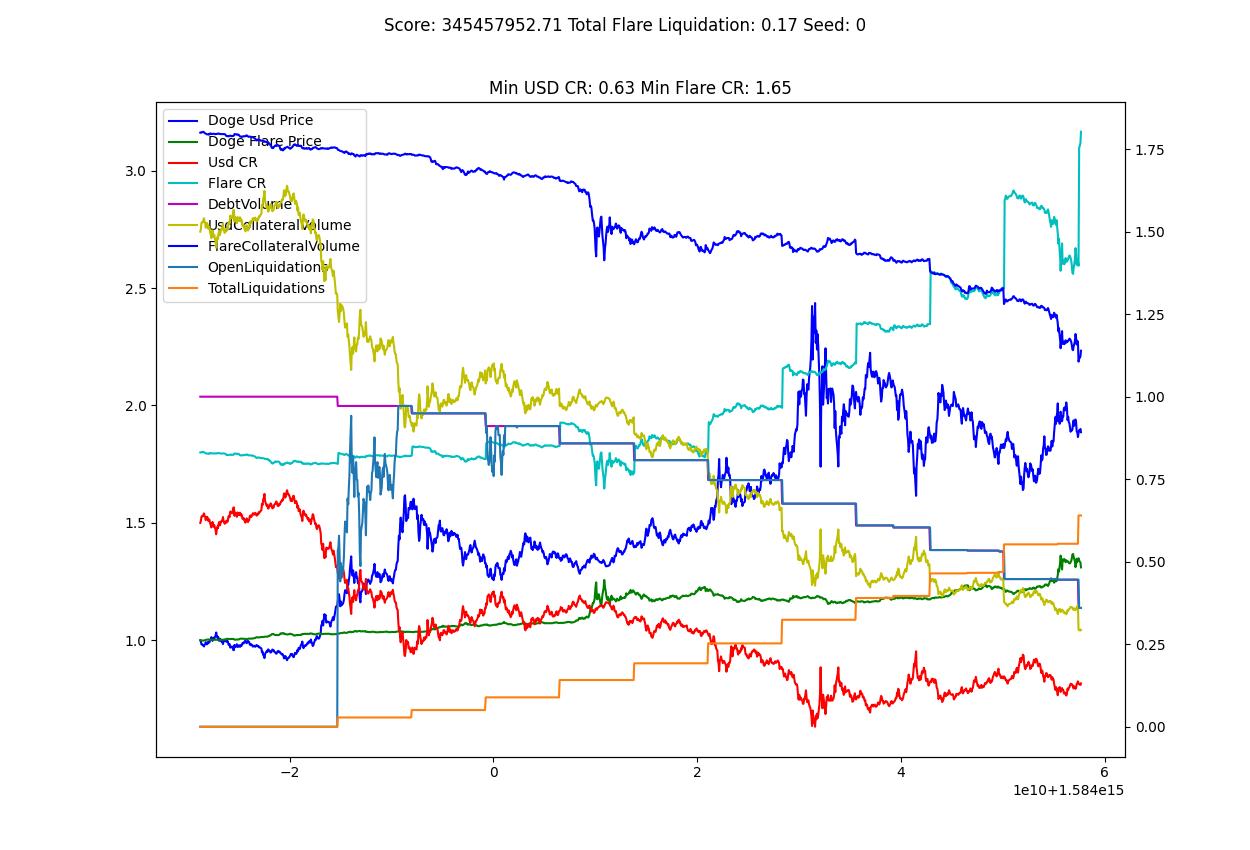 Score: 345457952.71 Total Flare Liquidation: 0.17 Seed: 0
Min USD CR: 0.63 Min Flare CR: 1.65
Doge Usd Price
Doge Flare Price
Usd CR
Flare CR
DebtVolume
UsdCollateralVolume
FlareCollateralVolume
OpenLiquidations
TotalLiquidations
3.0
2.5
2.0
1.5
1.0
1.75
1.50
1.25
1.00
0.75
0.50
0.25
0.00
−2
0
2
4
6
1e10+1.584e15